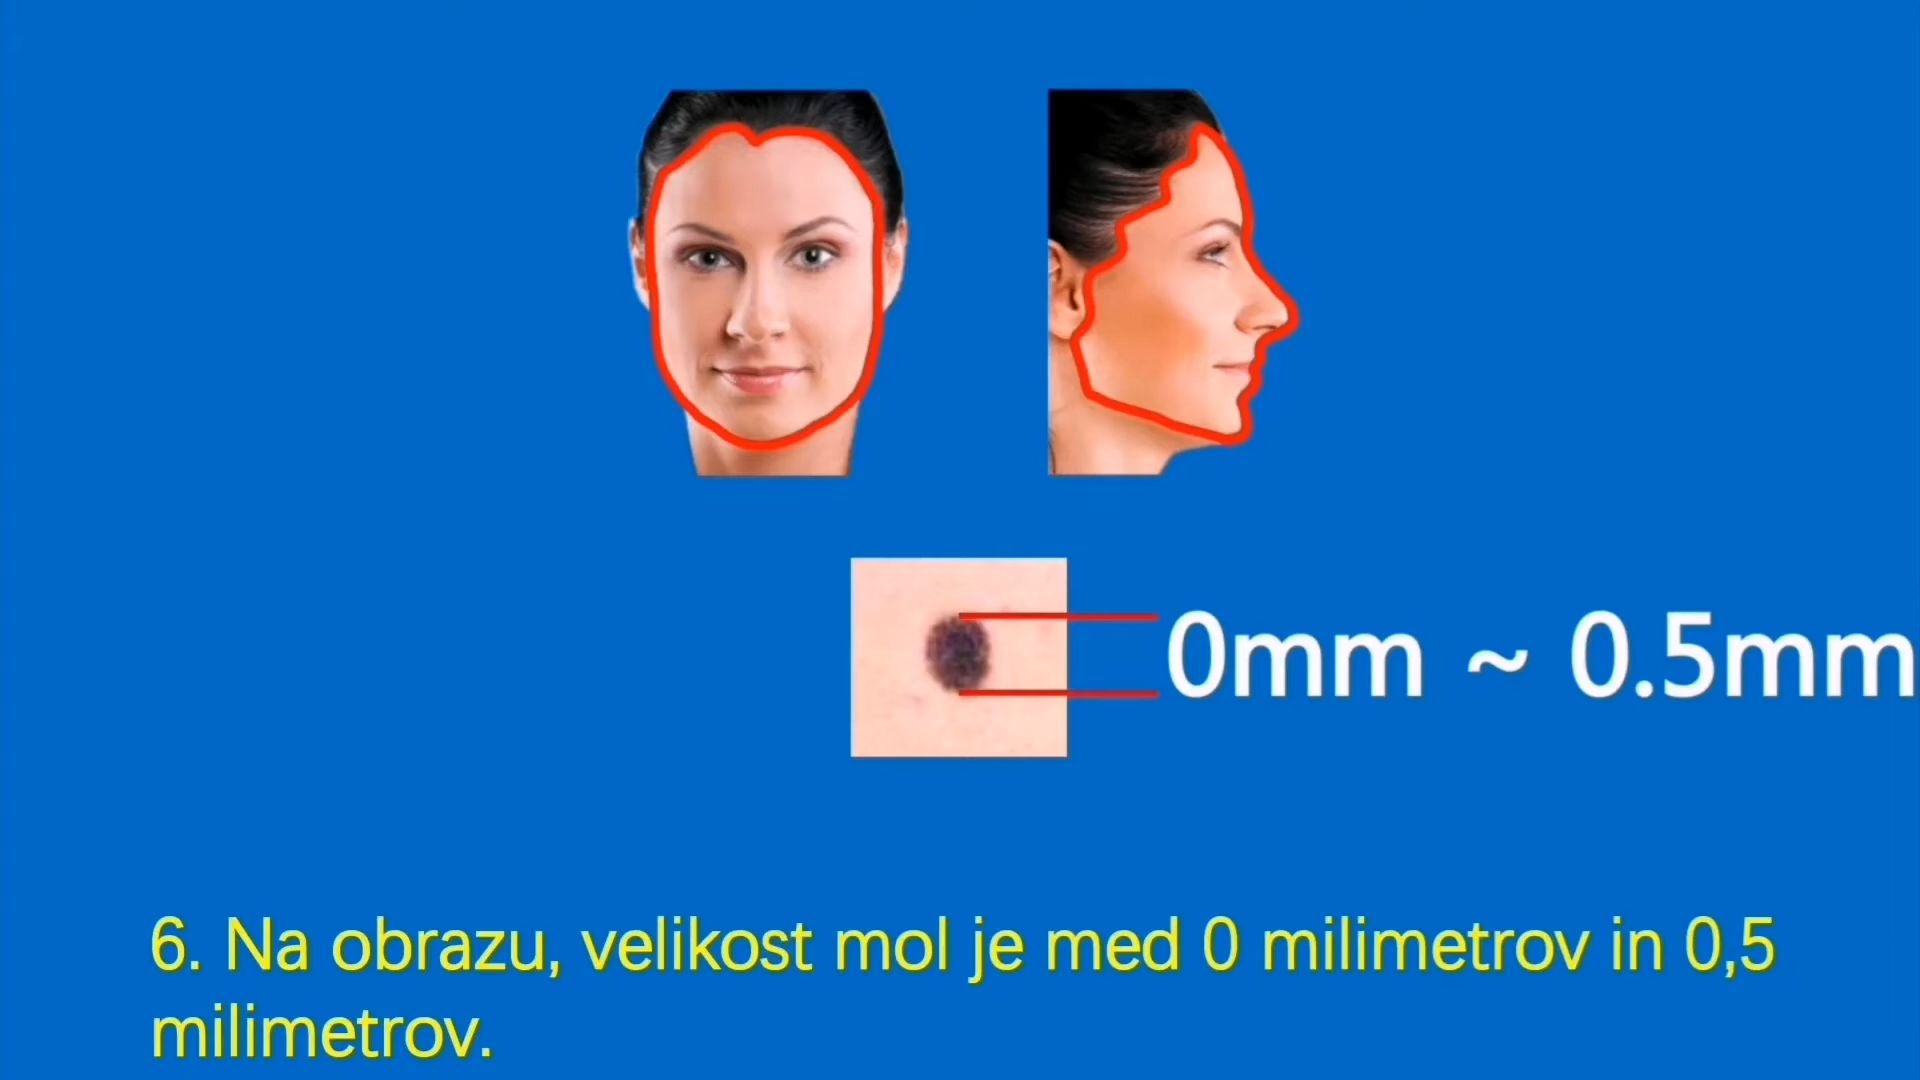 0mm ~ 0.5mm
6. Na obrazu, velikost mol je med 0 milimetrov in 0,5
milimetrov.